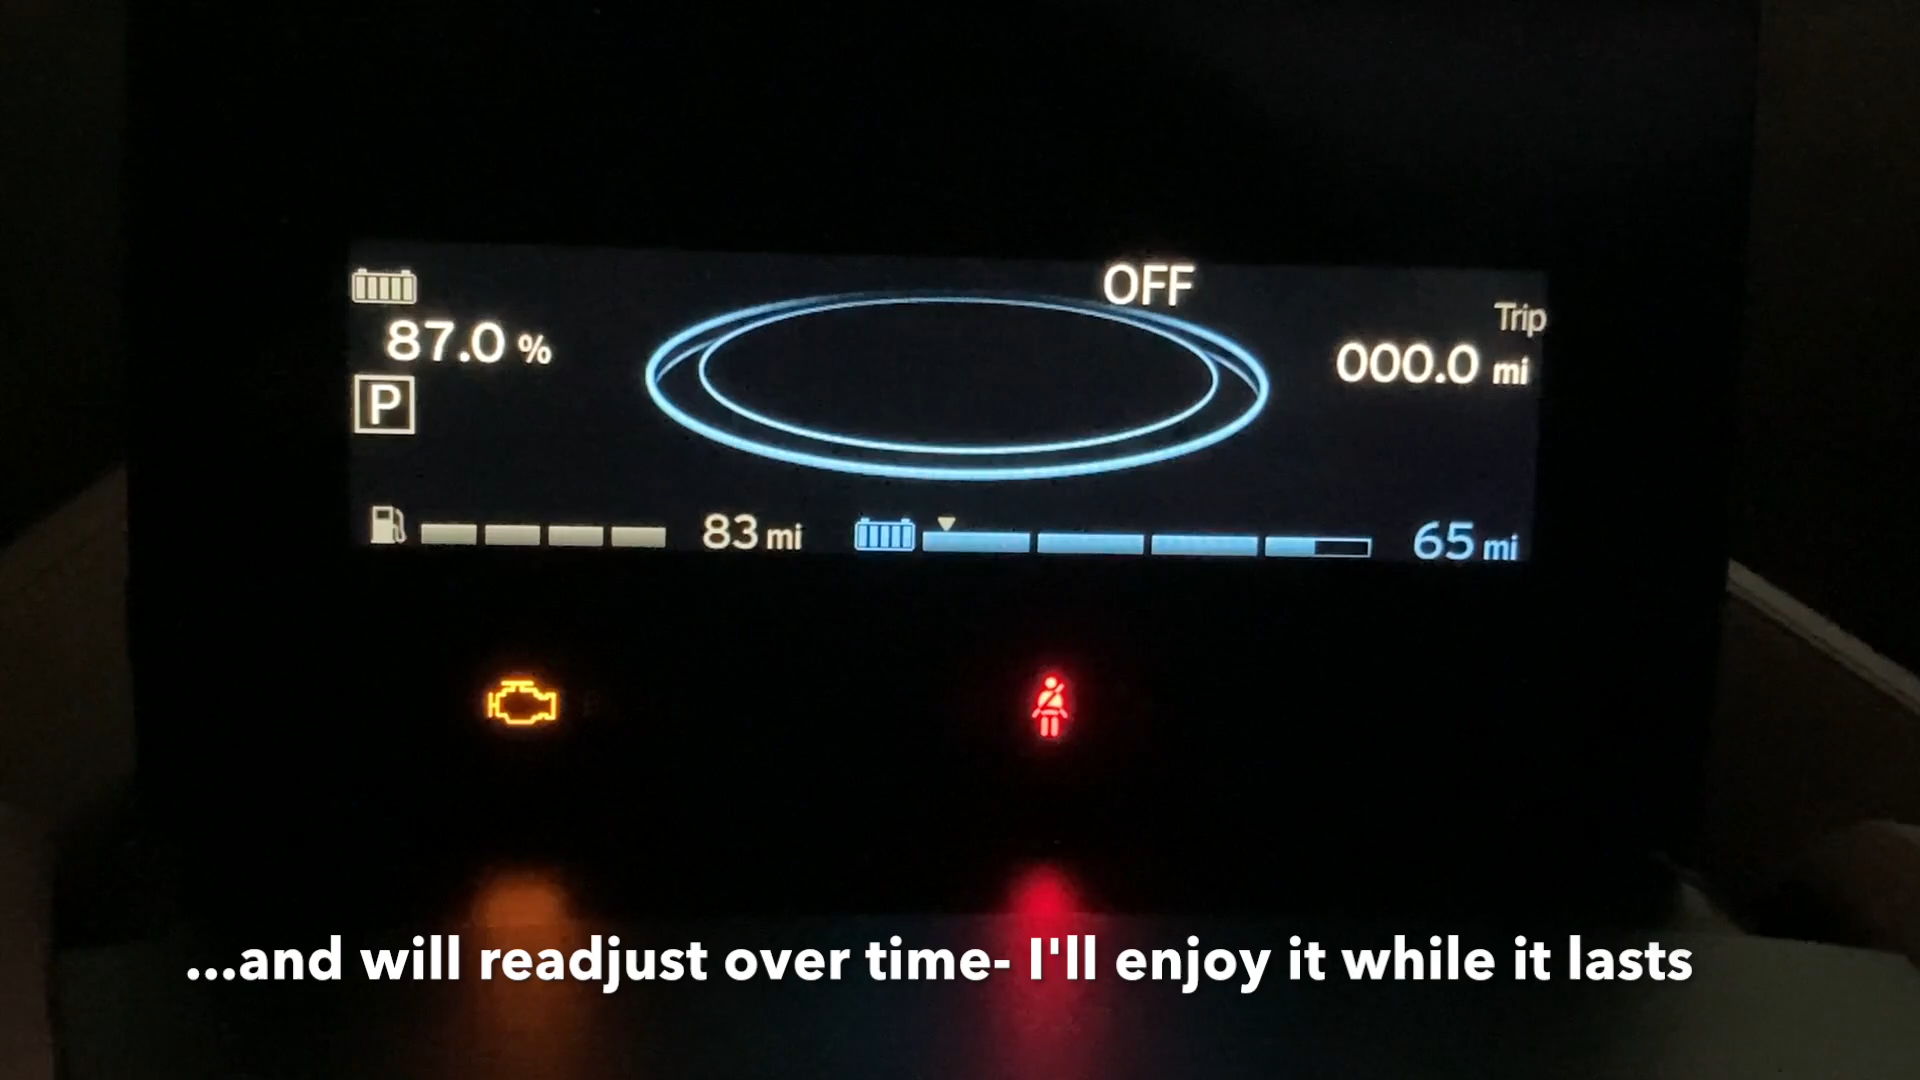 OFF
Trip
87.0 %
000.0 mi
P
83 mi
65 mi
...and will readjust over time- I'll enjoy it while it lasts